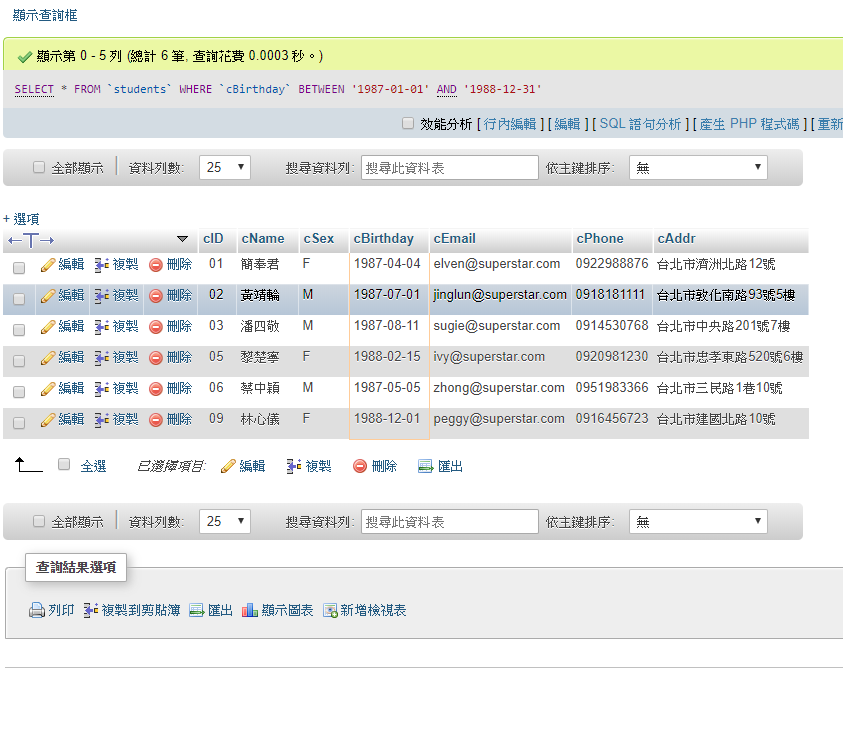 顯示查詢框
顯示第 0 - 5 列 (總計 6 筆, 查詢花費 0.0003 秒。)
SELECT * FROM `students` WHERE `cBirthday` BETWEEN '1987-01-01' AND '1988-12-31'
效能分析 [ 行內編輯 ] [ 編輯 ] [ SQL 語句分析 ] [ 產生 PHP 程式碼 ] [ 重新
全部顯示 資料列數: 25 搜尋資料列: 搜尋此資料表 依主鍵排序: 無
+ 選項
←T→ cID cName cSex cBirthday cEmail cPhone cAddr
編輯 複製 刪除 01 簡奉君 F 1987-04-04 elven@superstar.com 0922988876 台北市濟洲北路12號
編輯 複製 刪除 02 黃靖輪 M 1987-07-01 jinglun@superstar.com 0918181111 台北市敦化南路93號5樓
編輯 複製 刪除 03 潘四敬 M 1987-08-11 sugie@superstar.com 0914530768 台北市中央路201號7樓
編輯 複製 刪除 05 黎楚寧 F 1988-02-15 ivy@superstar.com 0920981230 台北市忠孝東路520號6樓
編輯 複製 刪除 06 蔡中穎 M 1987-05-05 zhong@superstar.com 0951983366 台北市三民路1巷10號
編輯 複製 刪除 09 林心儀 F 1988-12-01 peggy@superstar.com 0916456723 台北市建國北路10號
全選 已選擇項目: 編輯 複製 刪除 匯出
全部顯示 資料列數: 25 搜尋資料列: 搜尋此資料表 依主鍵排序: 無
查詢結果選項
列印 複製到剪貼簿 匯出 顯示圖表 新增檢視表